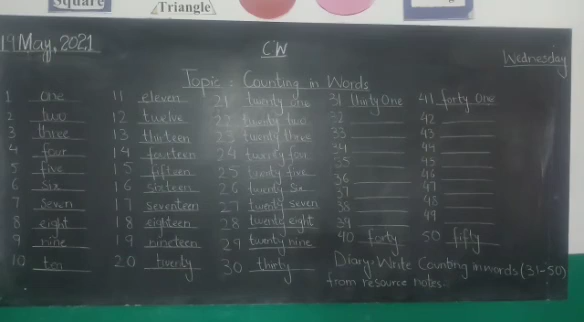 Square
Triangle
19 May, 2021
CW
Wednesday
Topic: Counting in Words
1 one 11 eleven 21 twenty one 31 thirty One 41 forty One
2 two 12 twelve 22 twenty two 32 42
3 three 13 thirteen 23 twenty three 33 43
4 four 14 fourteen 24 twenty four 34 44
5 five 15 fifteen 25 twenty five 35 45
6 six 16 sixteen 26 twenty six 36 46
7 seven 17 seventeen 27 twenty seven 37 47
8 eight 18 eighteen 28 twenty eight 38 48
9 nine 19 nineteen 29 twenty nine 39 49
10 ten 20 twenty 30 thirty 40 forty 50 fifty
Diary: Write Counting in words (31-50)
from resource notes.